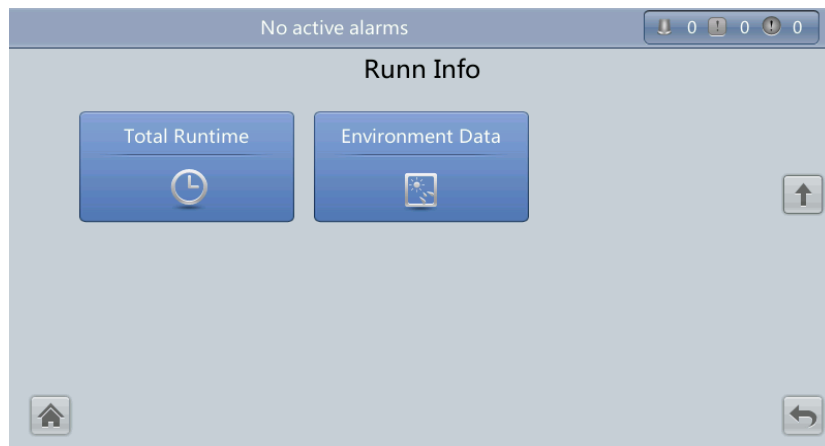 No active alarms
0 0 0
Runn Info
Total Runtime
Environment Data